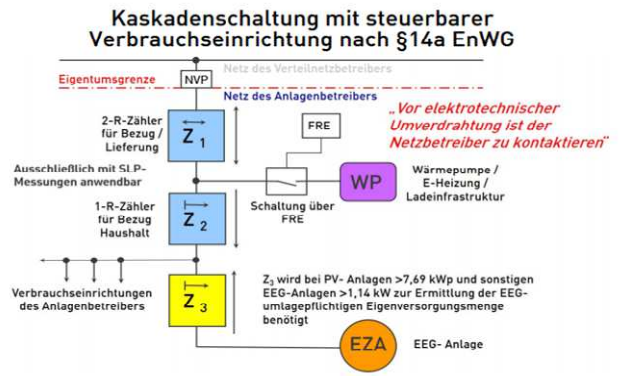 Kaskadenschaltung mit steuerbarer
Verbrauchseinrichtung nach §14a EnWG
Netz des Verteilnetzbetreibers
Eigentumsgrenze
NVP
Netz des Anlagenbetreibers
2-R-Zähler
für Bezug /
Lieferung
Z 1
FRE
„Vor elektrotechnischer
Umverdrahtung ist der
Netzbetreiber zu kontaktieren"
Ausschließlich mit SLP-
Messungen anwendbar
WP
Wärmepumpe /
E-Heizung /
Ladeinfrastruktur
Schaltung über
FRE
1-R-Zähler
für Bezug
Haushalt
Z 2
Verbrauchseinrichtungen
des Anlagenbetreibers
Z 3
Z3 wird bei PV- Anlagen >7,69 kWp und sonstigen
EEG-Anlagen >1,14 kW zur Ermittlung der EEG-
umlagepflichtigen Eigenversorgungsmenge
benötigt
EZA
EEG- Anlage